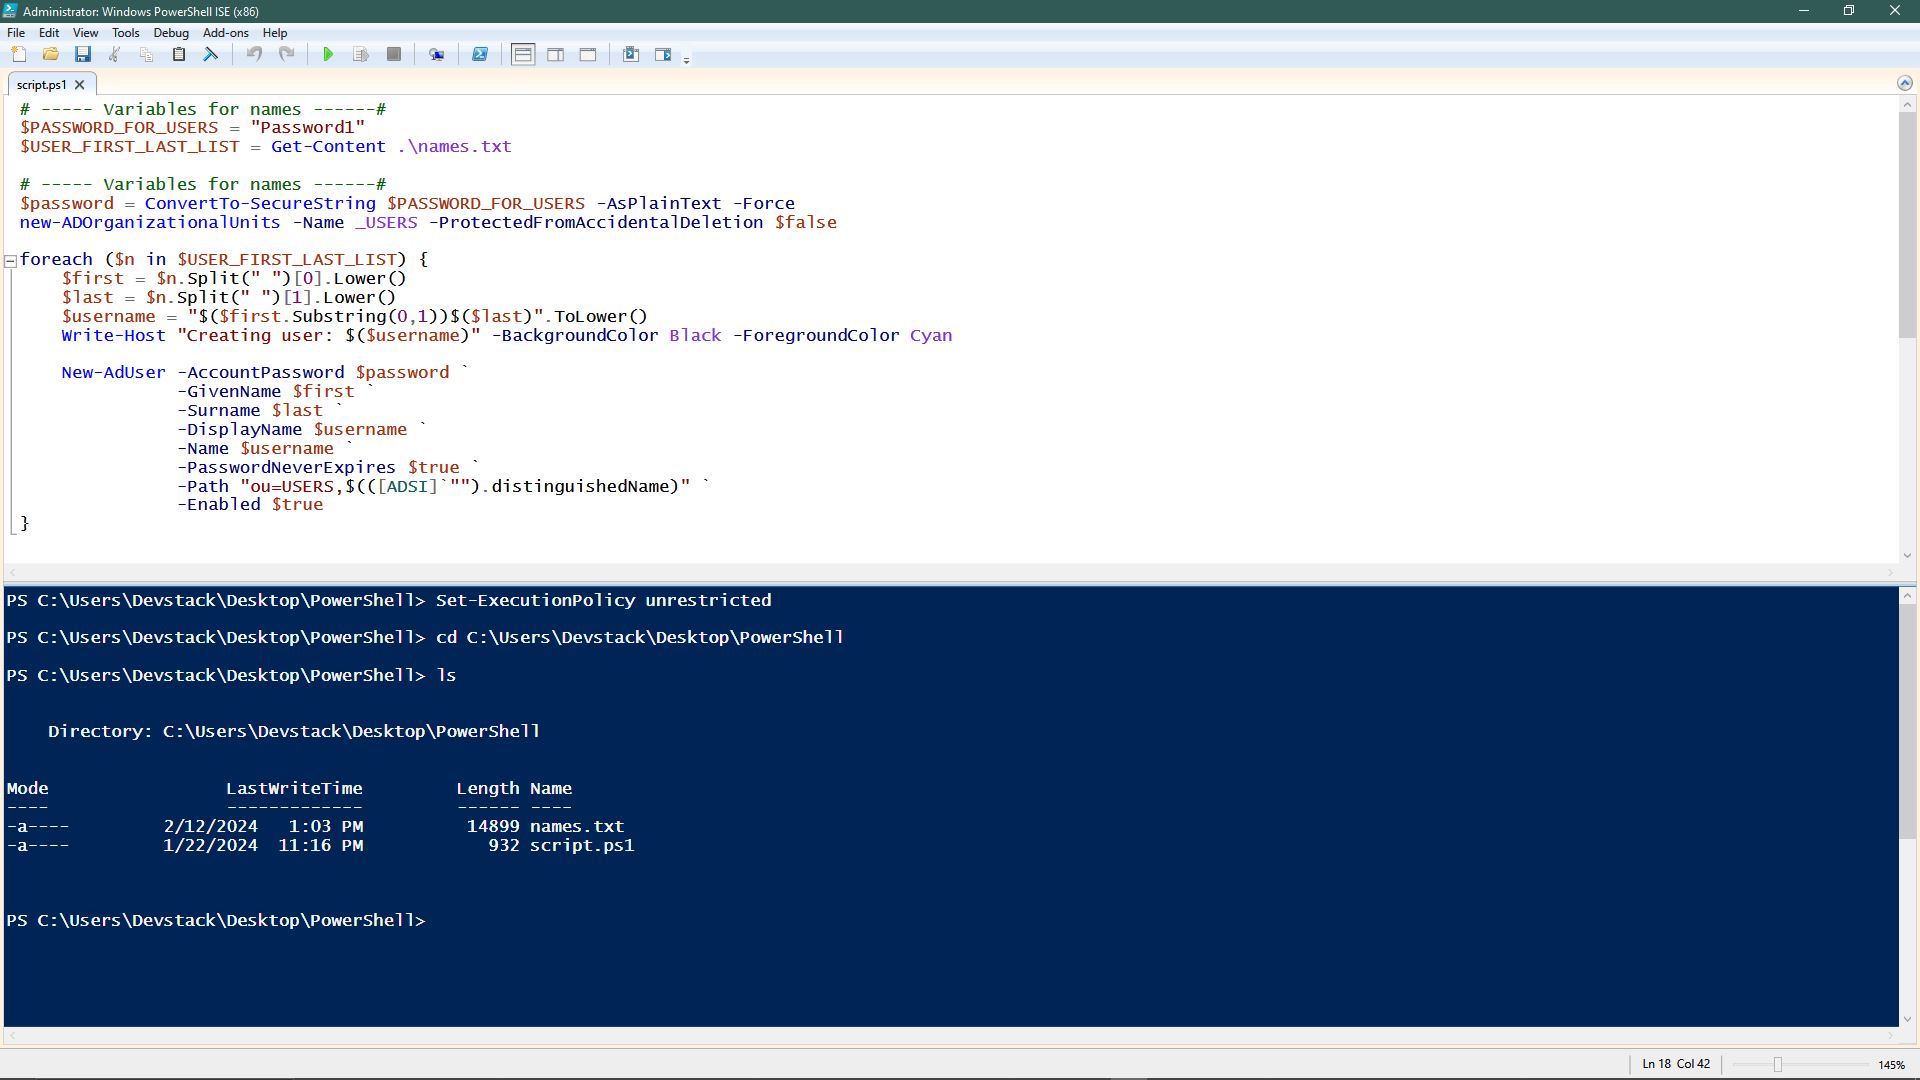 Administrator: Windows PowerShell ISE (x86)
File Edit View Tools Debug Add-ons Help
script.ps1
# ----- Variables for names ------#
$PASSWORD_FOR_USERS = "Password1"
$USER_FIRST_LAST_LIST = Get-Content .\names.txt
# ----- Variables for names ------#
$password = ConvertTo-SecureString $PASSWORD_FOR_USERS -AsPlainText -Force
new-ADOrganizationalUnits -Name _USERS -ProtectedFromAccidentalDeletion $false
foreach ($n in $USER_FIRST_LAST_LIST) {
    $first = $n.Split(" ")[0].Lower()
    $last = $n.Split(" ")[1].Lower()
    $username = "$($first.Substring(0,1))$($last)".ToLower()
    Write-Host "Creating user: $($username)" -BackgroundColor Black -ForegroundColor Cyan
    New-AdUser -AccountPassword $password `
               -GivenName $first `
               -Surname $last `
               -DisplayName $username `
               -Name $username `
               -PasswordNeverExpires $true `
               -Path "ou=USERS,$(([ADSI]`"").distinguishedName)" `
               -Enabled $true
}
PS C:\Users\Devstack\Desktop\PowerShell> Set-ExecutionPolicy unrestricted
PS C:\Users\Devstack\Desktop\PowerShell> cd C:\Users\Devstack\Desktop\PowerShell
PS C:\Users\Devstack\Desktop\PowerShell> ls
    Directory: C:\Users\Devstack\Desktop\PowerShell
Mode                 LastWriteTime         Length Name
----                 -------------         ------ ----
-a----         2/12/2024   1:03 PM          14899 names.txt
-a----         1/22/2024  11:16 PM            932 script.ps1
PS C:\Users\Devstack\Desktop\PowerShell>
Ln 18 Col 42
145%